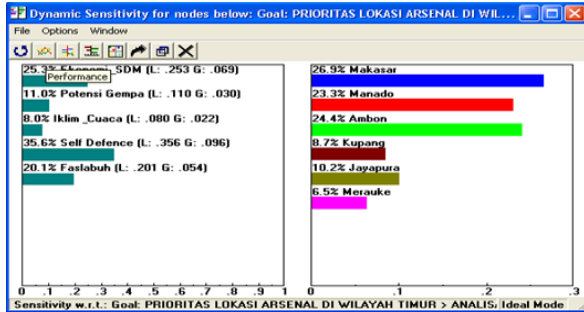 Dynamic Sensitivity for nodes below: Goal: PRIORITAS LOKASI ARSENAL DI WIL...
File Options Window
25.3% Ekonomi_SDM (L: .253 G: .069)
Performance
11.0% Potensi Gempa (L: .110 G: .030)
8.0% Iklim _Cuaca (L: .080 G: .022)
35.6% Self Defence (L: .356 G: .096)
20.1% Faslabuh (L: .201 G: .054)
0 .1 .2 .3 .4 .5 .6 .7 .8 .9 1
26.9% Makasar
23.3% Manado
24.4% Ambon
8.7% Kupang
10.2% Jayapura
6.5% Merauke
0 .1 .2 .3
Sensitivity w.r.t.: Goal: PRIORITAS LOKASI ARSENAL DI WILAYAH TIMUR > ANALIS. Ideal Mode